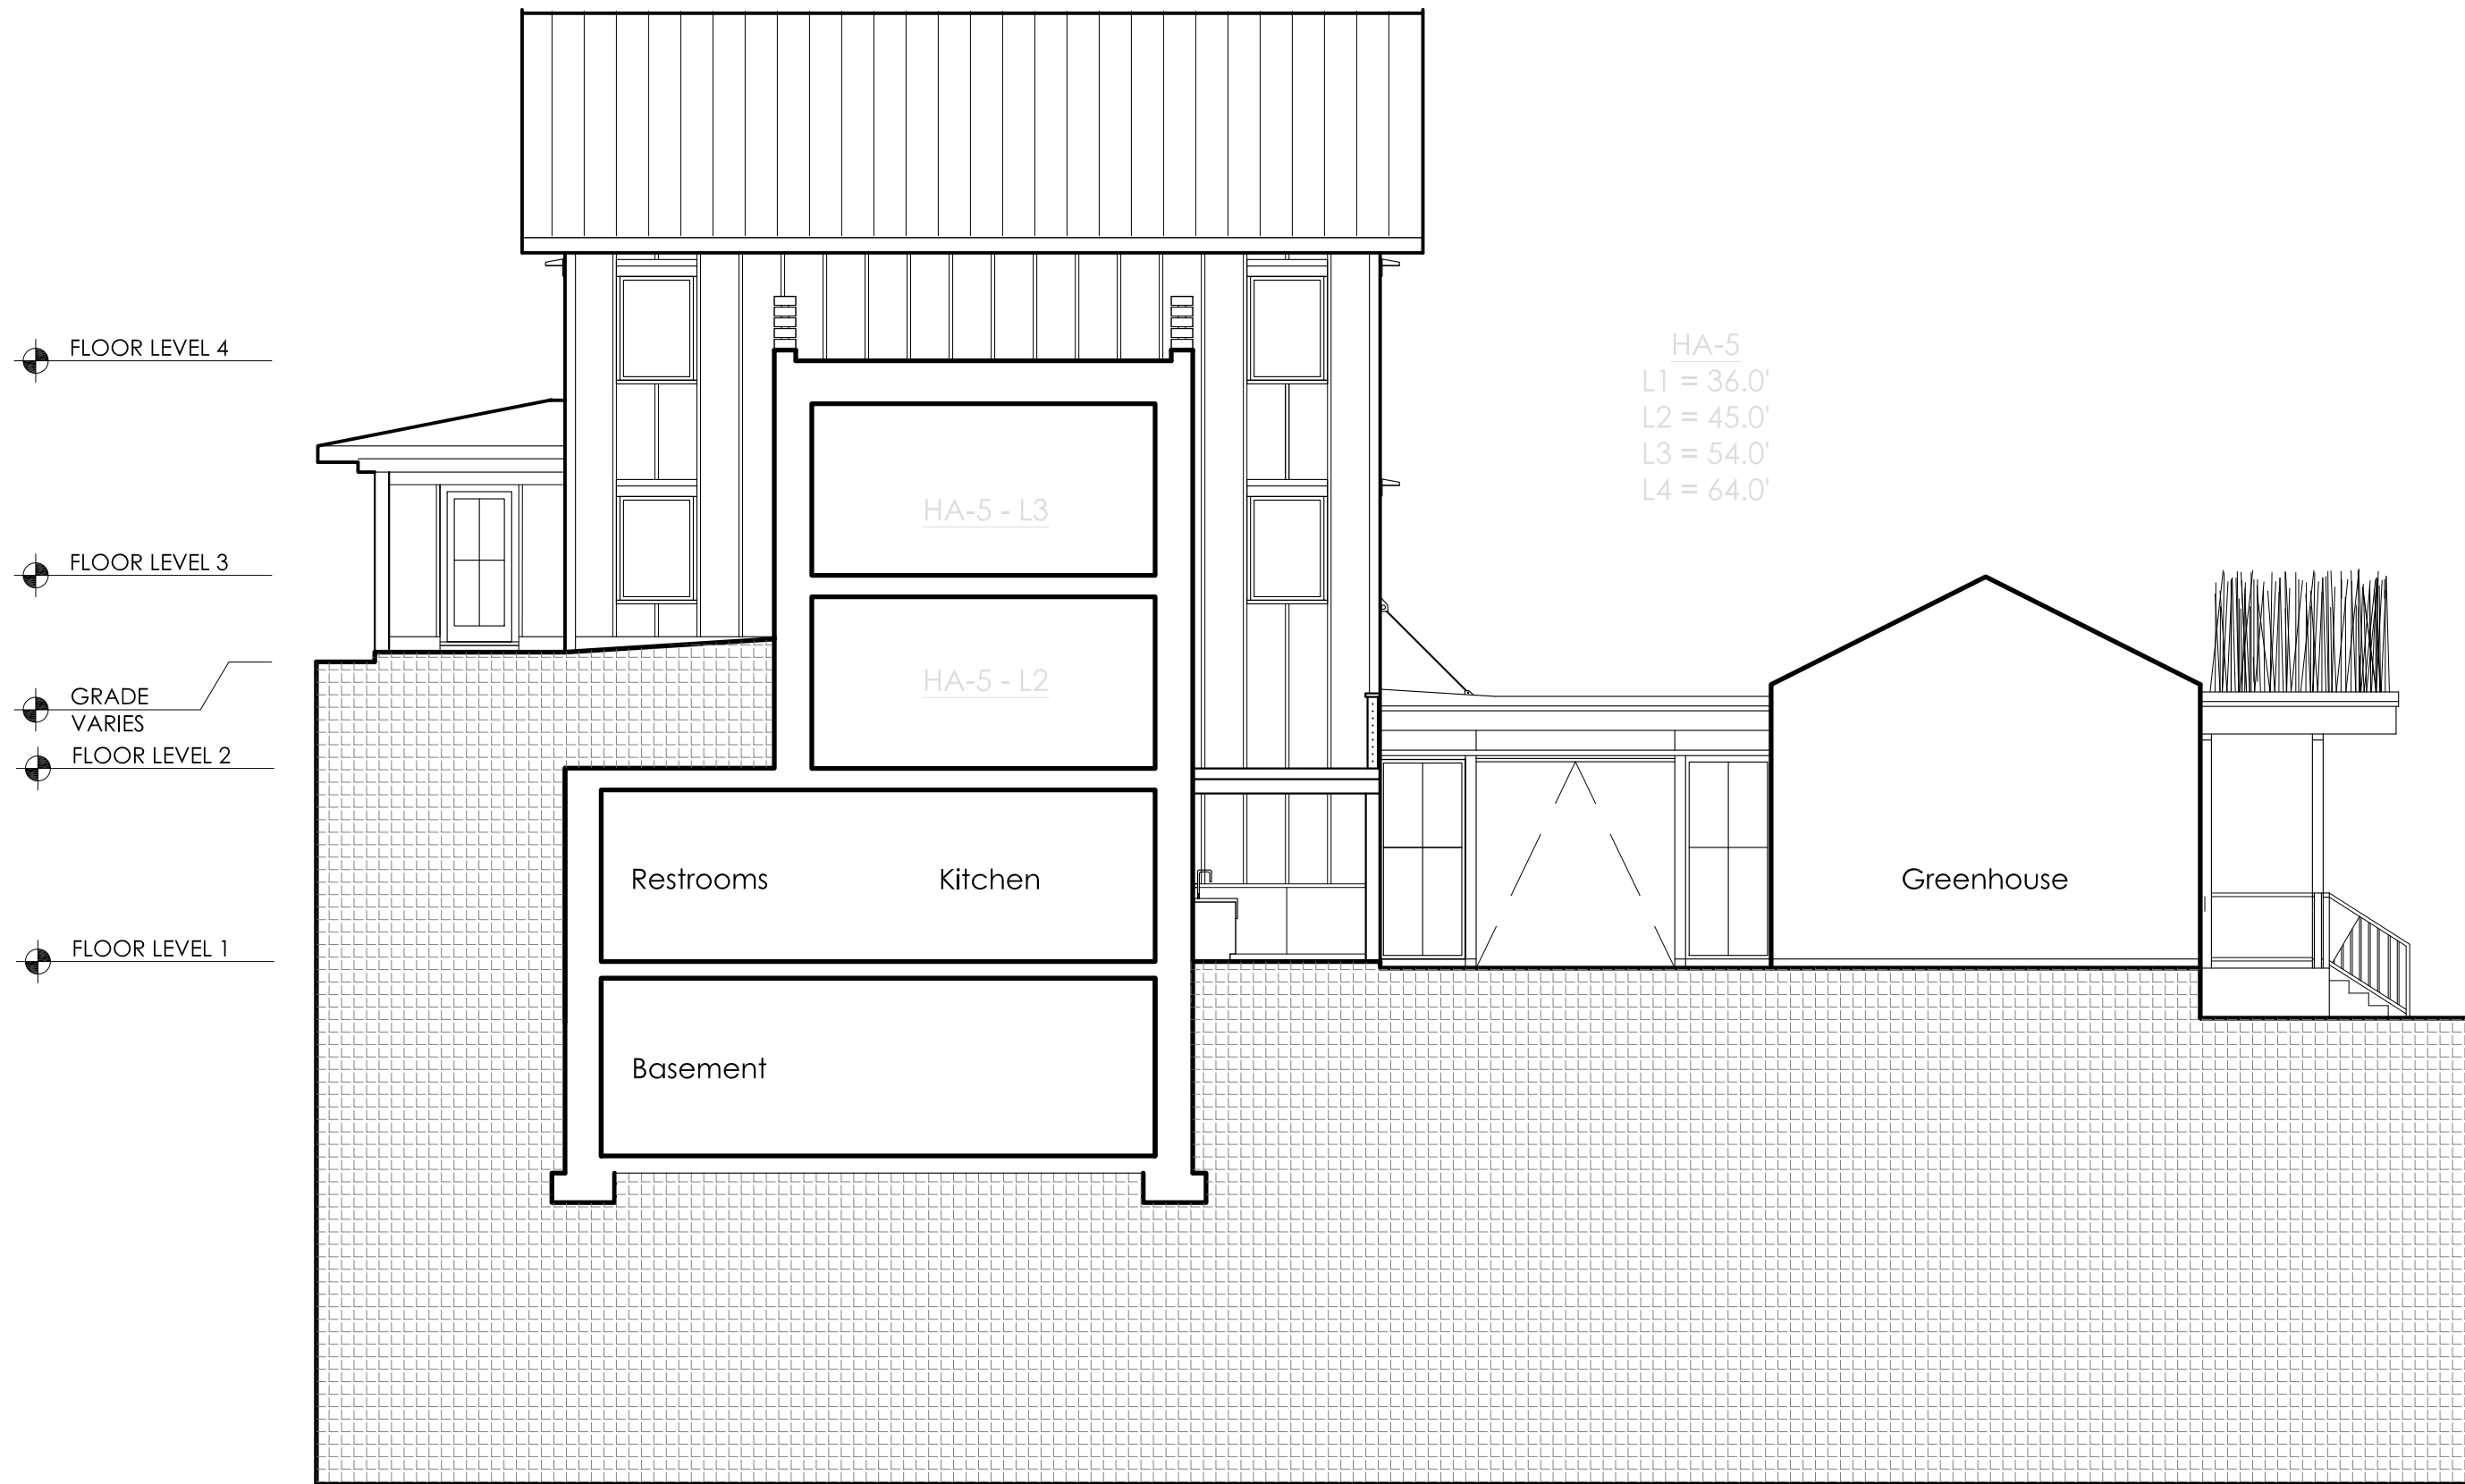 FLOOR LEVEL 4
HA-5
L1 = 36.0'
L2 = 45.0'
L3 = 54.0'
L4 = 64.0'
HA-5 - L3
FLOOR LEVEL 3
HA-5 - L2
GRADE
VARIES
FLOOR LEVEL 2
Restrooms
Kitchen
Greenhouse
FLOOR LEVEL 1
Basement